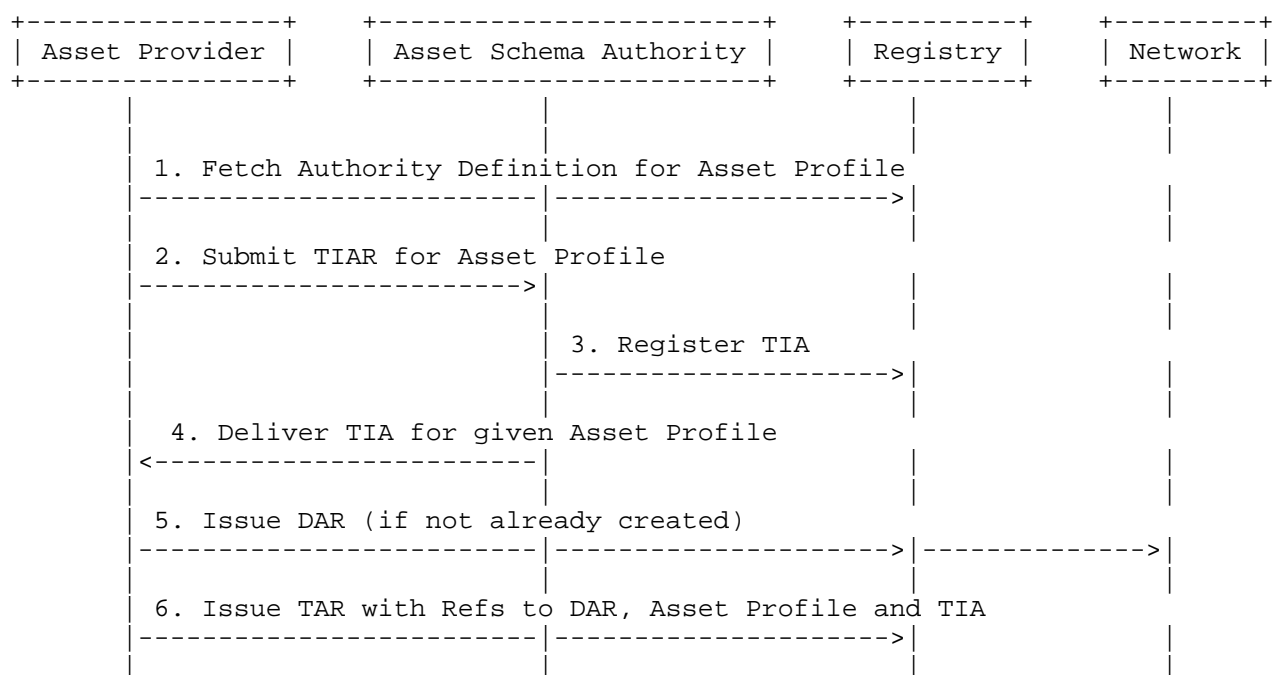 Asset Provider
Asset Schema Authority
Registry
Network
1. Fetch Authority Definition for Asset Profile
2. Submit TIAR for Asset Profile
3. Register TIA
4. Deliver TIA for given Asset Profile
5. Issue DAR (if not already created)
6. Issue TAR with Refs to DAR, Asset Profile and TIA